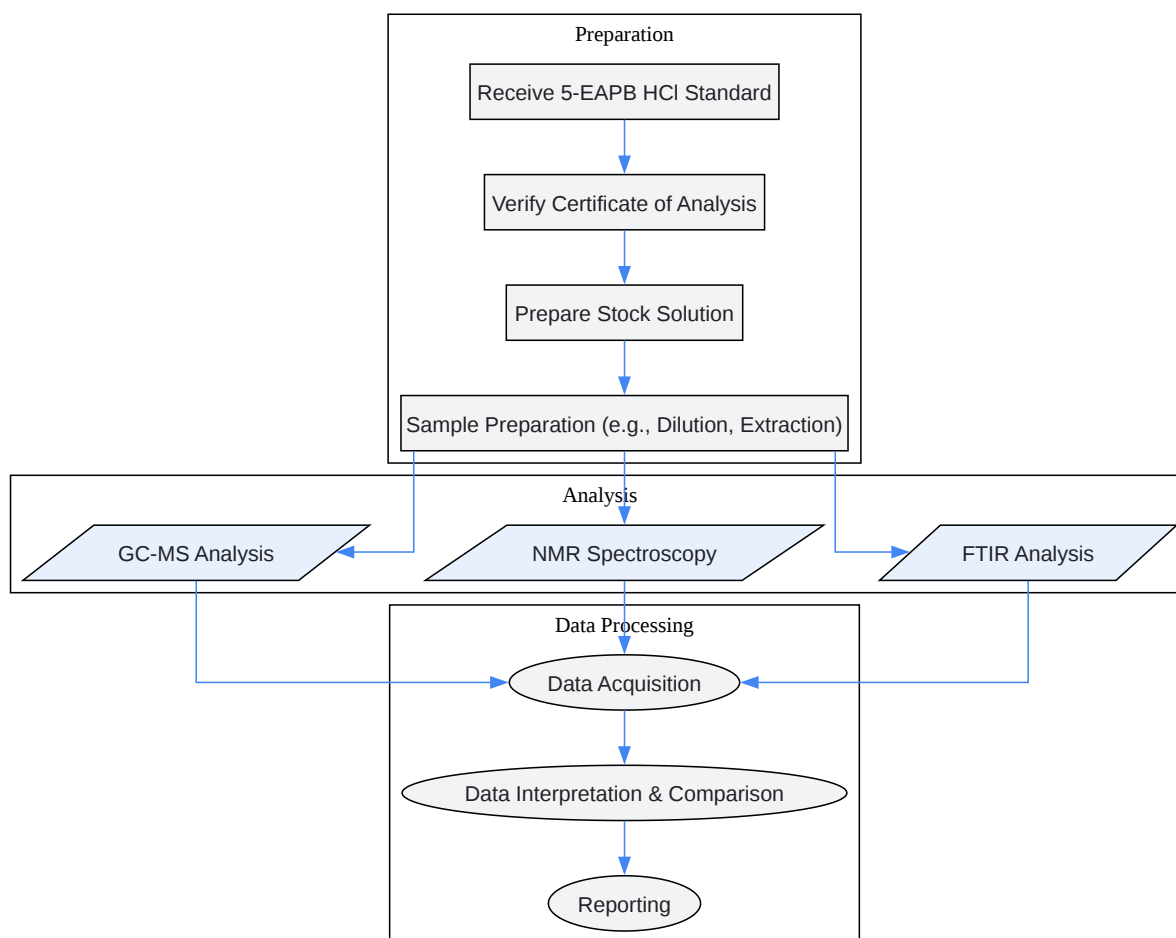 Preparation
Receive 5-EAPB HCl Standard
Verify Certificate of Analysis
Prepare Stock Solution
Sample Preparation (e.g., Dilution, Extraction)
Analysis
GC-MS Analysis
NMR Spectroscopy
FTIR Analysis
Data Processing
Data Acquisition
Data Interpretation & Comparison
Reporting